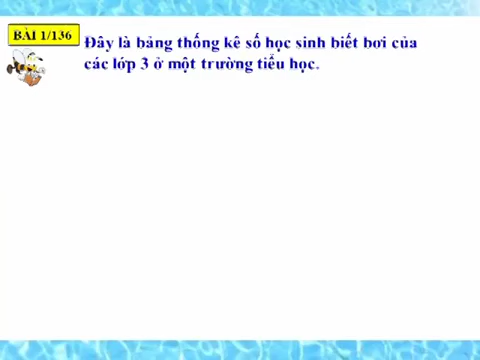 BÀI 1/136
Đây là bảng thống kê số học sinh biết bơi của
các lớp 3 ở một trường tiểu học.